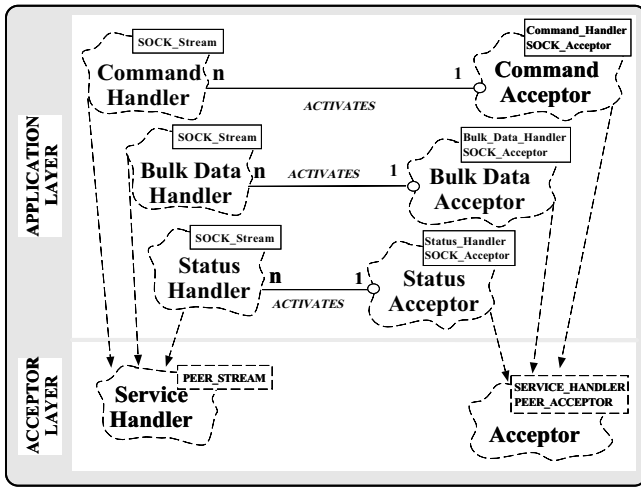 APPLICATION
LAYER
SOCK_Stream
Command
Handler
n
1
ACTIVATES
Command_Handler
SOCK_Acceptor
Command
Acceptor
SOCK_Stream
Bulk Data
Handler
n
ACTIVATES
1
Bulk_Data_Handler
SOCK_Acceptor
Bulk Data
Acceptor
SOCK_Stream
Status
Handler
n
1
ACTIVATES
Status_Handler
SOCK_Acceptor
Status
Acceptor
ACCEPTOR
LAYER
PEER_STREAM
Service
Handler
SERVICE_HANDLER
PEER_ACCEPTOR
Acceptor